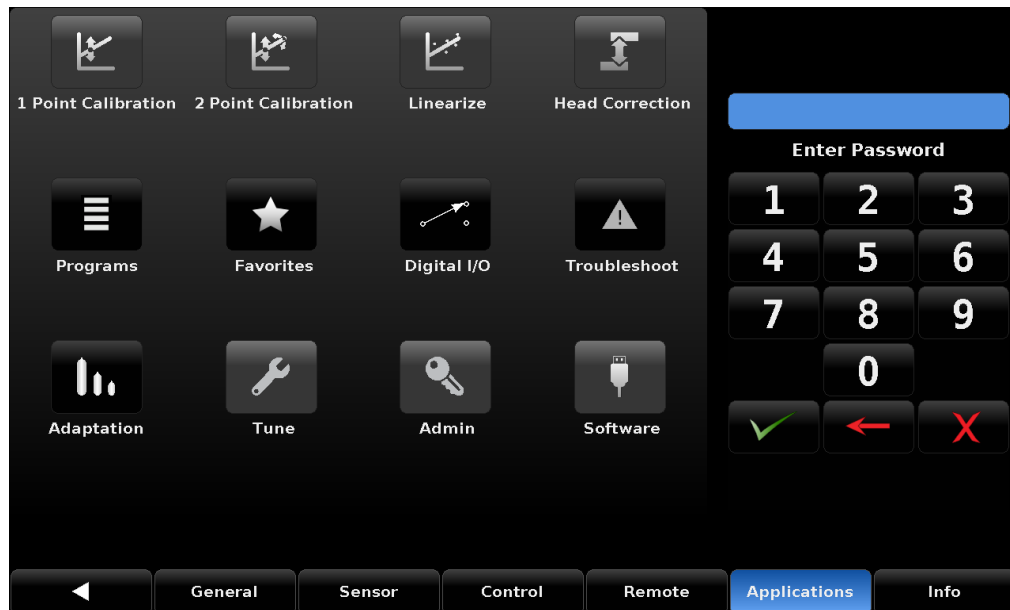 1 Point Calibration
2 Point Calibration
Linearize
Head Correction
Programs
Favorites
Digital I/O
Troubleshoot
Adaptation
Tune
Admin
Software
Enter Password
1 2 3
4 5 6
7 8 9
0
X
General
Sensor
Control
Remote
Applications
Info